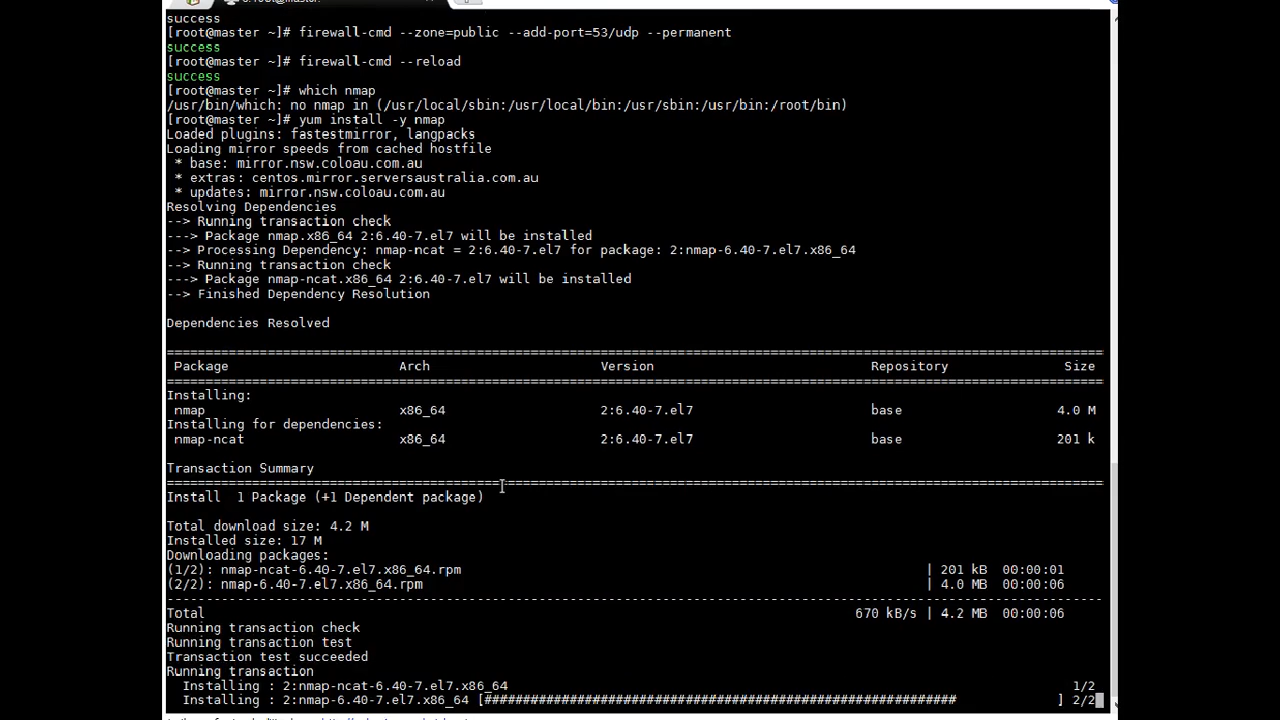 success
[root@master ~]# firewall-cmd --zone=public --add-port=53/udp --permanent
success
[root@master ~]# firewall-cmd --reload
success
[root@master ~]# which nmap
/usr/bin/which: no nmap in (/usr/local/sbin:/usr/local/bin:/usr/sbin:/usr/bin:/root/bin)
[root@master ~]# yum install -y nmap
Loaded plugins: fastestmirror, langpacks
Loading mirror speeds from cached hostfile
 * base: mirror.nsw.coloau.com.au
 * extras: centos.mirror.serversaustralia.com.au
 * updates: mirror.nsw.coloau.com.au
Resolving Dependencies
--> Running transaction check
---> Package nmap.x86_64 2:6.40-7.el7 will be installed
--> Processing Dependency: nmap-ncat = 2:6.40-7.el7 for package: 2:nmap-6.40-7.el7.x86_64
--> Running transaction check
---> Package nmap-ncat.x86_64 2:6.40-7.el7 will be installed
--> Finished Dependency Resolution
Dependencies Resolved
Package Arch Version Repository Size
Installing:
nmap x86_64 2:6.40-7.el7 base 4.0 M
Installing for dependencies:
nmap-ncat x86_64 2:6.40-7.el7 base 201 k
Transaction Summary
Install  1 Package (+1 Dependent package)
Total download size: 4.2 M
Installed size: 17 M
Downloading packages:
(1/2): nmap-ncat-6.40-7.el7.x86_64.rpm | 201 kB 00:00:01
(2/2): nmap-6.40-7.el7.x86_64.rpm | 4.0 MB 00:00:06
Total 670 kB/s | 4.2 MB 00:00:06
Running transaction check
Running transaction test
Transaction test succeeded
Running transaction
Installing : 2:nmap-ncat-6.40-7.el7.x86_64 1/2
Installing : 2:nmap-6.40-7.el7.x86_64 [############################################################# ] 2/2